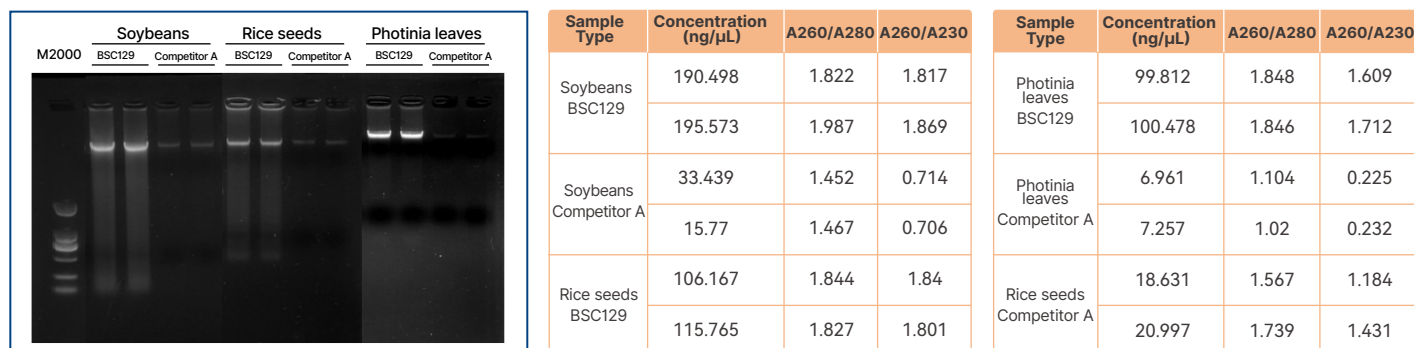 Soybeans Rice seeds Photinia leaves
M2000 BSC129 Competitor A BSC129 Competitor A BSC129 Competitor A
Sample Type Concentration (ng/µL) A260/A280 A260/A230
Soybeans BSC129 190.498 1.822 1.817
195.573 1.987 1.869
Soybeans Competitor A 33.439 1.452 0.714
15.77 1.467 0.706
Rice seeds BSC129 106.167 1.844 1.84
115.765 1.827 1.801
Sample Type Concentration (ng/µL) A260/A280 A260/A230
Photinia leaves BSC129 99.812 1.848 1.609
100.478 1.846 1.712
Photinia leaves Competitor A 6.961 1.104 0.225
7.257 1.02 0.232
Rice seeds Competitor A 18.631 1.567 1.184
20.997 1.739 1.431